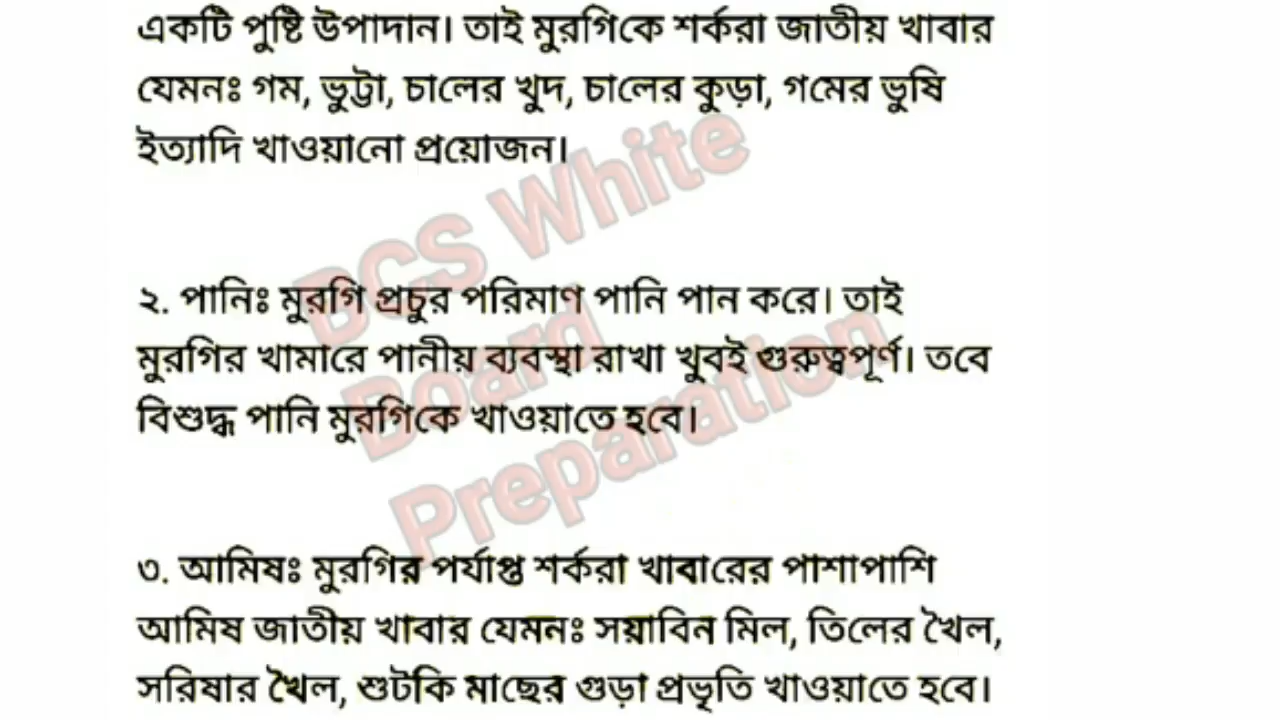 একটি পুষ্টি উপাদান। তাই মুরগিকে শর্করা জাতীয় খাবার
যেমনঃ গম, ভুট্টা, চালের খুদ, চালের কুড়া, গমের ভুষি
ইত্যাদি খাওয়ানো প্রয়োজন।
BCS White
Board
Preparation
২. পানিঃ মুরগি প্রচুর পরিমাণ পানি পান করে। তাই
মুরগির খামারে পানীয় ব্যবস্থা রাখা খুবই গুরুত্বপূর্ণ। তবে
বিশুদ্ধ পানি মুরগিকে খাওয়াতে হবে।
৩. আমিষঃ মুরগির পর্যাপ্ত শর্করা খাবারের পাশাপাশি
আমিষ জাতীয় খাবার যেমনঃ সয়াবিন মিল, তিলের খৈল,
সরিষার খৈল, শুটকি মাছের গুড়া প্রভৃতি খাওয়াতে হবে।